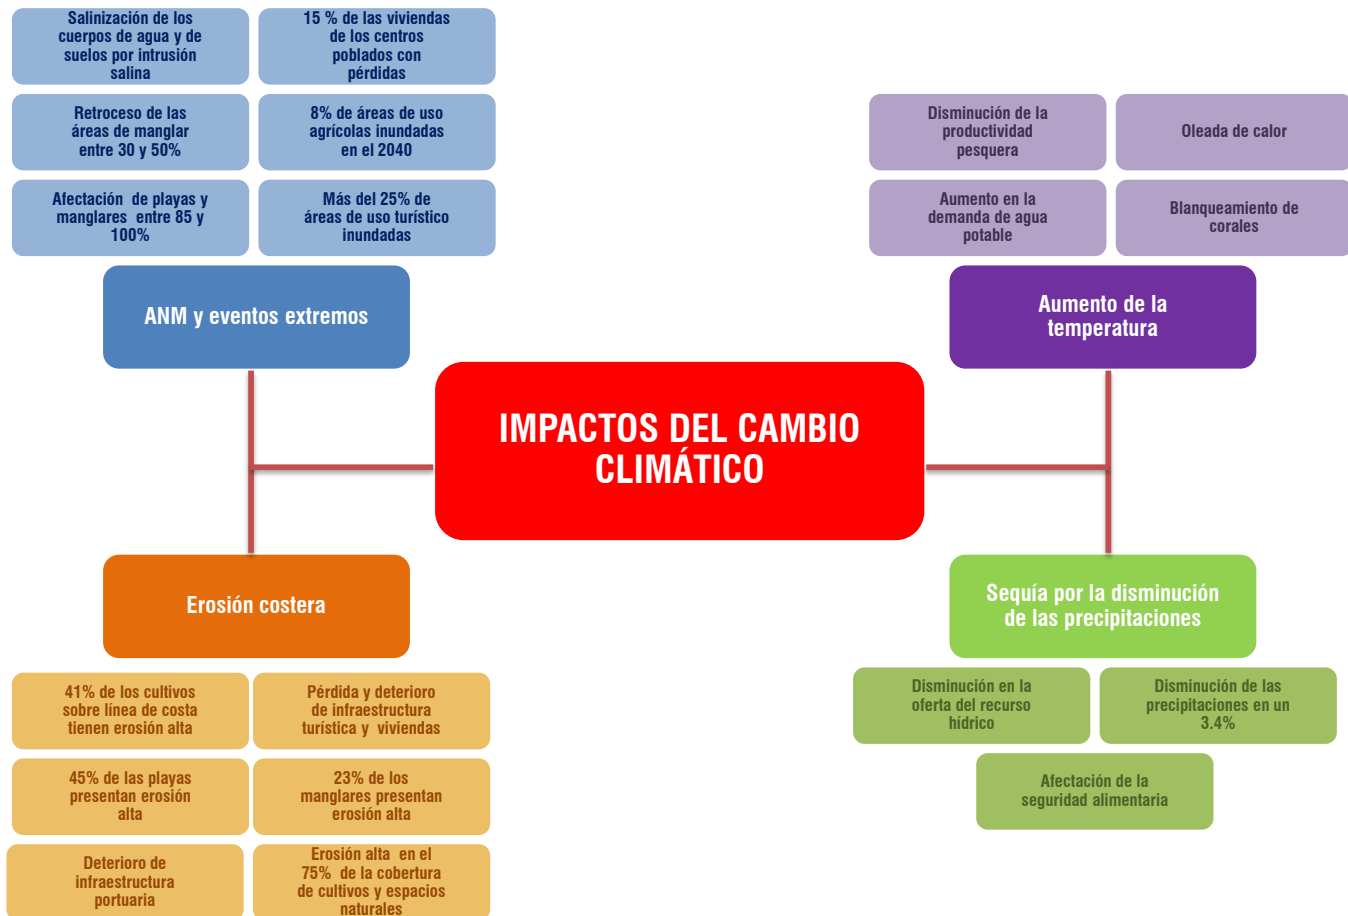 Salinización de los
cuerpos de agua y de
suelos por intrusión
salina
15 % de las viviendas
de los centros
poblados con
pérdidas
Retroceso de las
áreas de manglar
entre 30 y 50%
8% de áreas de uso
agrícolas inundadas
en el 2040
Afectación de playas y
manglares entre 85 y
100%
Más del 25% de
áreas de uso turístico
inundadas
ANM y eventos extremos
Disminución de la
productividad
pesquera
Oleada de calor
Aumento en la
demanda de agua
potable
Blanqueamiento de
corales
Aumento de la
temperatura
IMPACTOS DEL CAMBIO
CLIMÁTICO
Erosión costera
41% de los cultivos
sobre línea de costa
tienen erosión alta
Pérdida y deterioro
de infraestructura
turística y viviendas
45% de las playas
presentan erosión
alta
23% de los
manglares presentan
erosión alta
Deterioro de
infraestructura
portuaria
Erosión alta en el
75% de la cobertura
de cultivos y espacios
naturales
Sequía por la disminución
de las precipitaciones
Disminución en la
oferta del recurso
hídrico
Disminución de las
precipitaciones en un
3.4%
Afectación de la
seguridad alimentaria